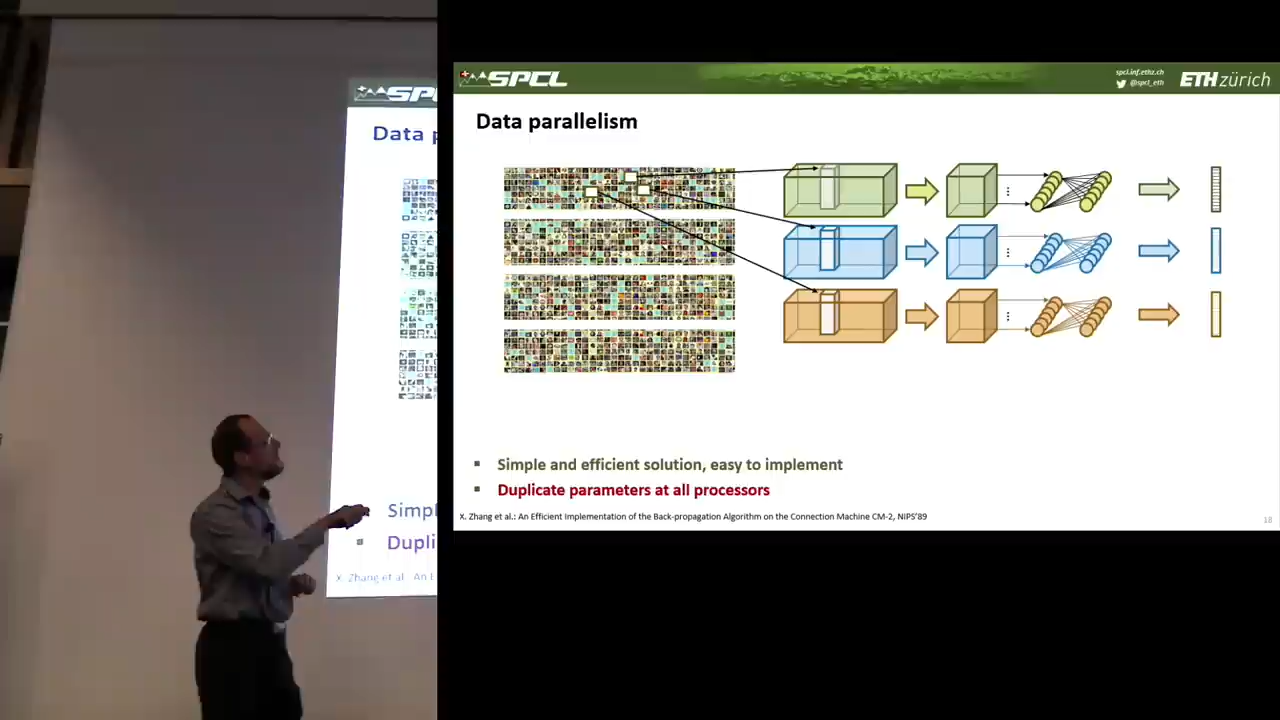 SPCL
spcl.inf.ethz.ch
@spcl_eth
ETH zürich
Data parallelism
Simple and efficient solution, easy to implement
Duplicate parameters at all processors
X. Zhang et al.: An Efficient Implementation of the Back-propagation Algorithm on the Connection Machine CM-2, NIPS'89
18
SPCL
Data p
Simpl
Dupli
X. Zhang et al.: An E